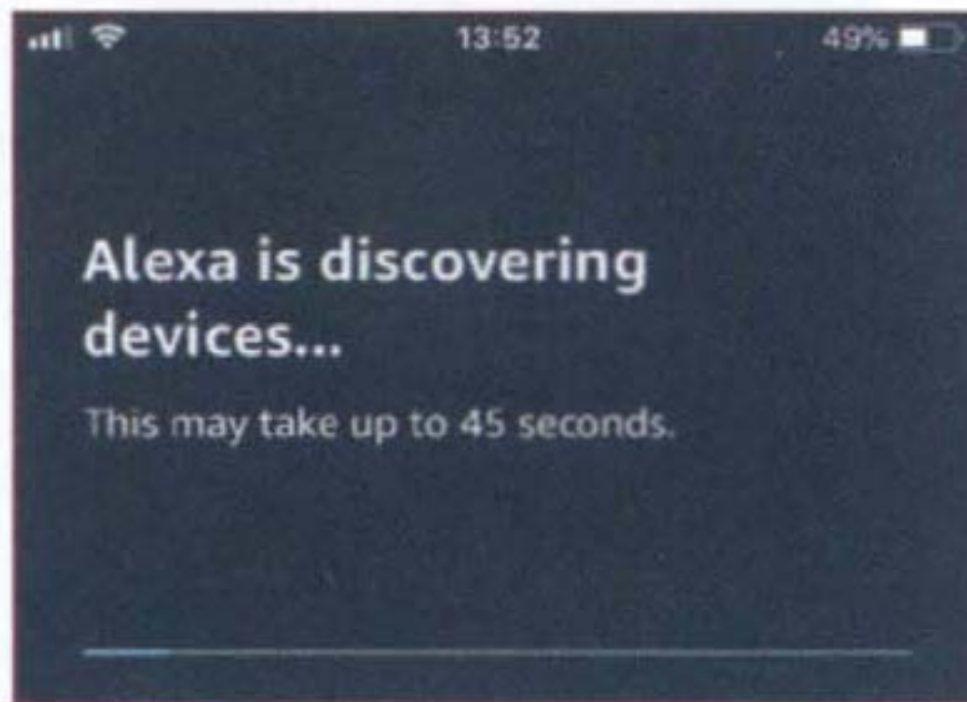 13:52 49%
Alexa is discovering
devices...
This may take up to 45 seconds.